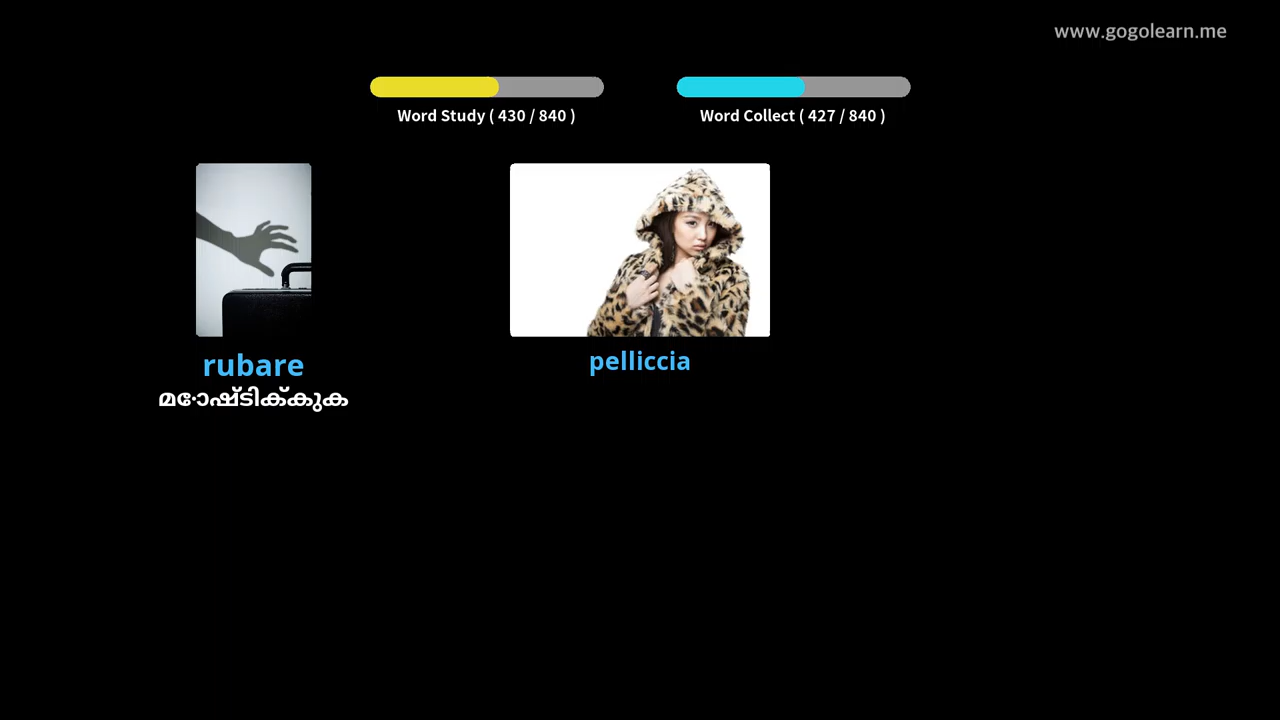 www.gogolearn.me
Word Study ( 430 / 840 )
Word Collect ( 427 / 840 )
rubare
മോഷ്ടിക്കുക
pelliccia